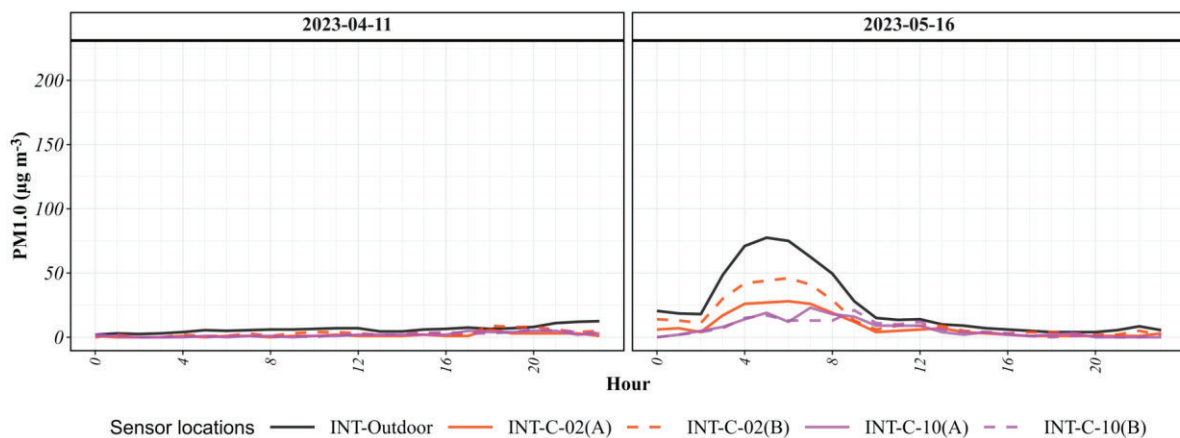 2023-04-11 2023-05-16
200
150
100
50
0
PM1.0 (µg m⁻³)
0 4 8 12 16 20 0 4 8 12 16 20
Hour
Sensor locations INT-Outdoor INT-C-02(A) INT-C-02(B) INT-C-10(A) INT-C-10(B)